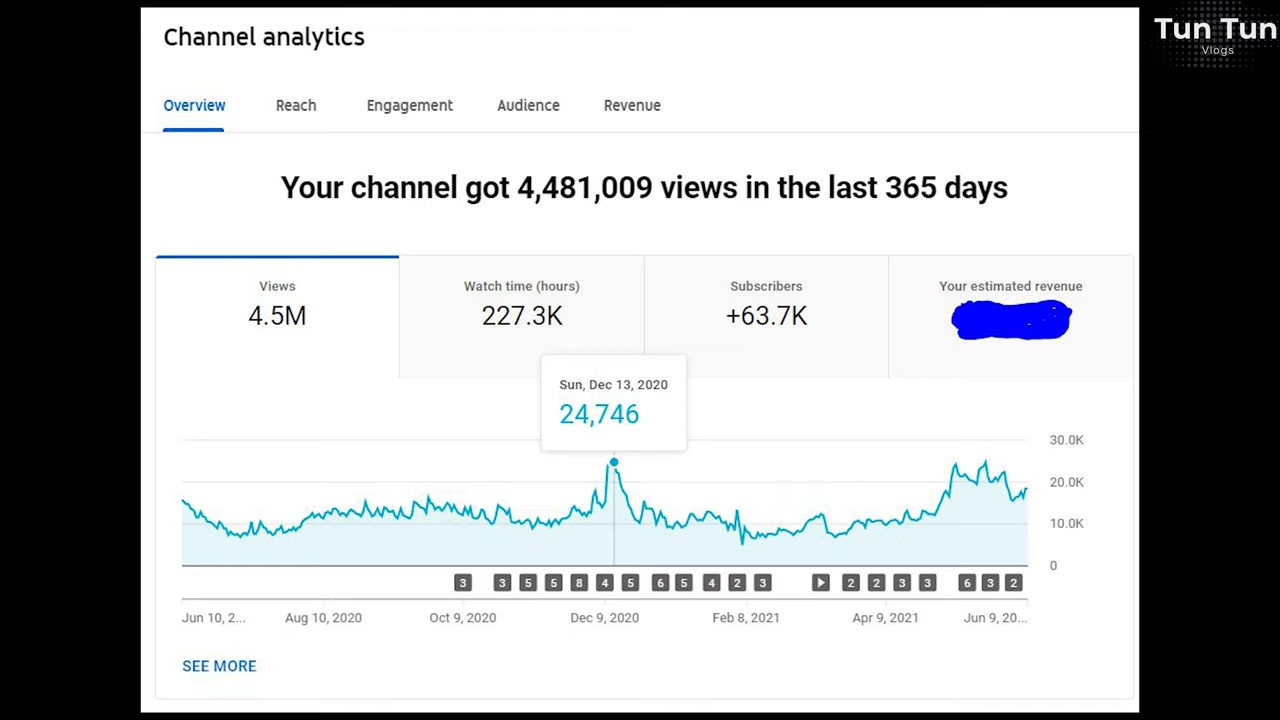 Tun Tun
Vlogs
Channel analytics
Overview Reach Engagement Audience Revenue
Your channel got 4,481,009 views in the last 365 days
Views Watch time (hours) Subscribers Your estimated revenue
4.5M 227.3K +63.7K
Sun, Dec 13, 2020
24,746
30.0K
20.0K
10.0K
0
3 3 5 5 8 4 5 6 5 4 2 3 2 2 3 3 6 3 2
Jun 10, 2... Aug 10, 2020 Oct 9, 2020 Dec 9, 2020 Feb 8, 2021 Apr 9, 2021 Jun 9, 20...
SEE MORE